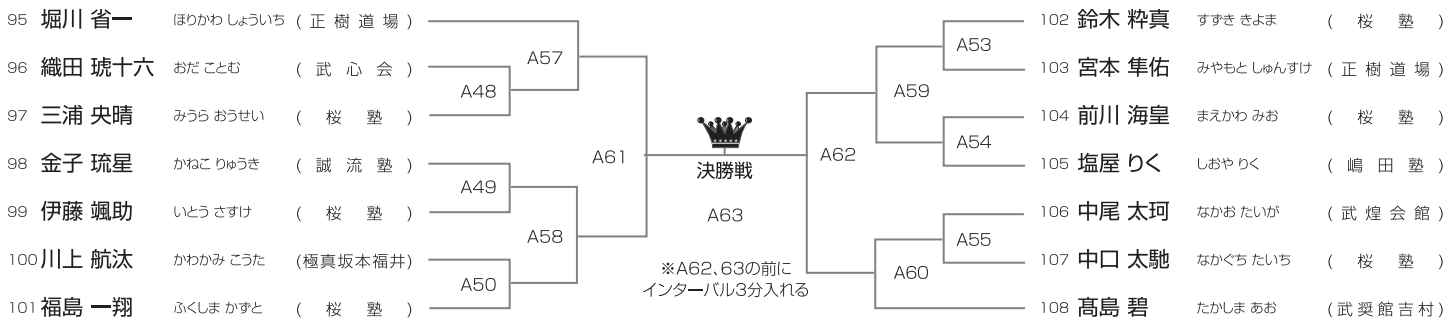 95 堀川 省一 ほりかわ しょういち (正樹道場)
96 織田 琥十六 おだ ことむ (武心会)
97 三浦 央晴 みうら おうせい (桜塾)
98 金子 琉星 かねこ りゅうき (誠流塾)
99 伊藤 颯助 いとう さすけ (桜塾)
100 川上 航汰 かわかみ こうた (極真坂本福井)
101 福島 一翔 ふくしま かずと (桜塾)
A57
A48
A49
A58
A50
A61
決勝戦
A63
※A62、63の前に
インターバル3分入れる
A62
A53
A59
A54
A55
A60
102 鈴木 粋真 すずき きよま (桜塾)
103 宮本 隼佑 みやもと しゅんすけ (正樹道場)
104 前川 海皇 まえかわ みお (桜塾)
105 塩屋 りく しおや りく (嶋田塾)
106 中尾 太珂 なかお たいが (武煌会館)
107 中口 太馳 なかぐち たいち (桜塾)
108 髙島 碧 たかしま あお (武奨館吉村)